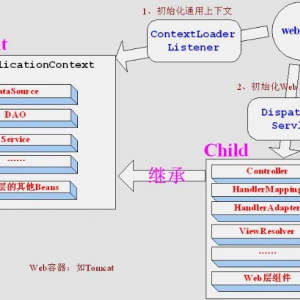 1、初始化通用上下文
ContextLoader
Listener
web
licationContext
taSource
DAO
Service
……
层的其他Beans
2、初始化Web
Dispat
Servl
继承
Child
Controller
HandlerMapping
HandlerAdapter
ViewResolver
……
Web层组件
Web容器：如Tomcat